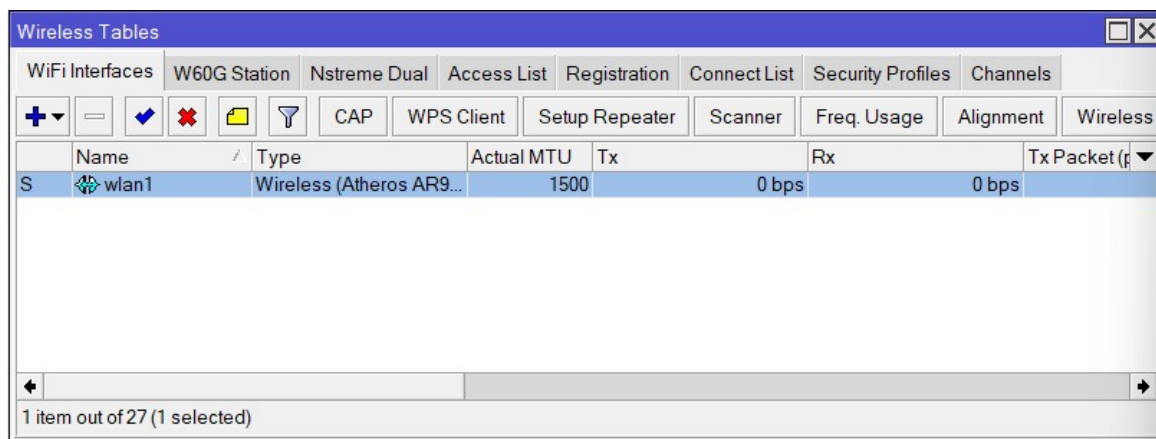 Wireless Tables
WiFi Interfaces W60G Station Nstreme Dual Access List Registration Connect List Security Profiles Channels
CAP WPS Client Setup Repeater Scanner Freq. Usage Alignment Wireless
Name Type Actual MTU Tx Rx Tx Packet (p
S wlan1 Wireless (Atheros AR9... 1500 0 bps 0 bps
1 item out of 27 (1 selected)